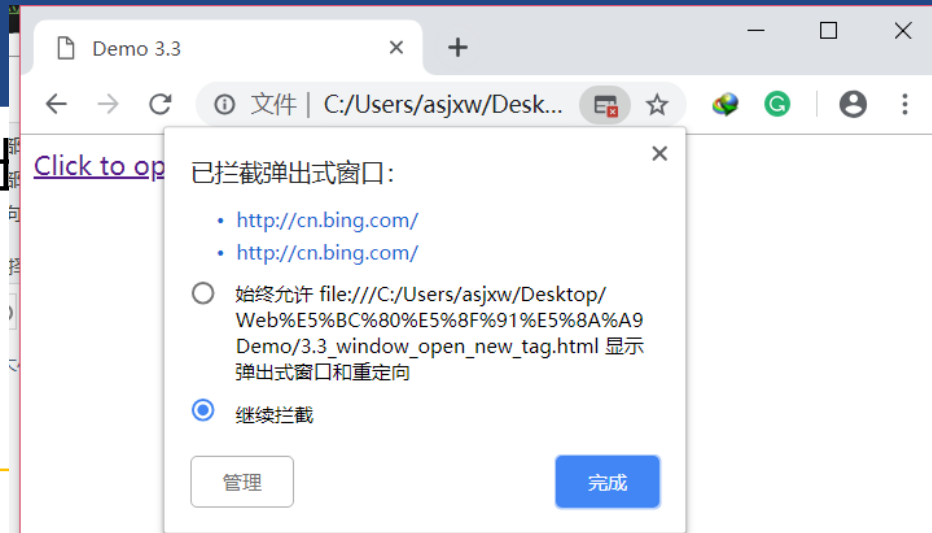 Demo 3.3
文件 | C:/Users/asjxw/Desk...
Click to op
已拦截弹出式窗口：
• http://cn.bing.com/
• http://cn.bing.com/
始终允许 file:///C:/Users/asjxw/Desktop/
Web%E5%BC%80%E5%8F%91%E5%8A%A9
Demo/3.3_window_open_new_tag.html 显示
弹出式窗口和重定向
继续拦截
管理
完成